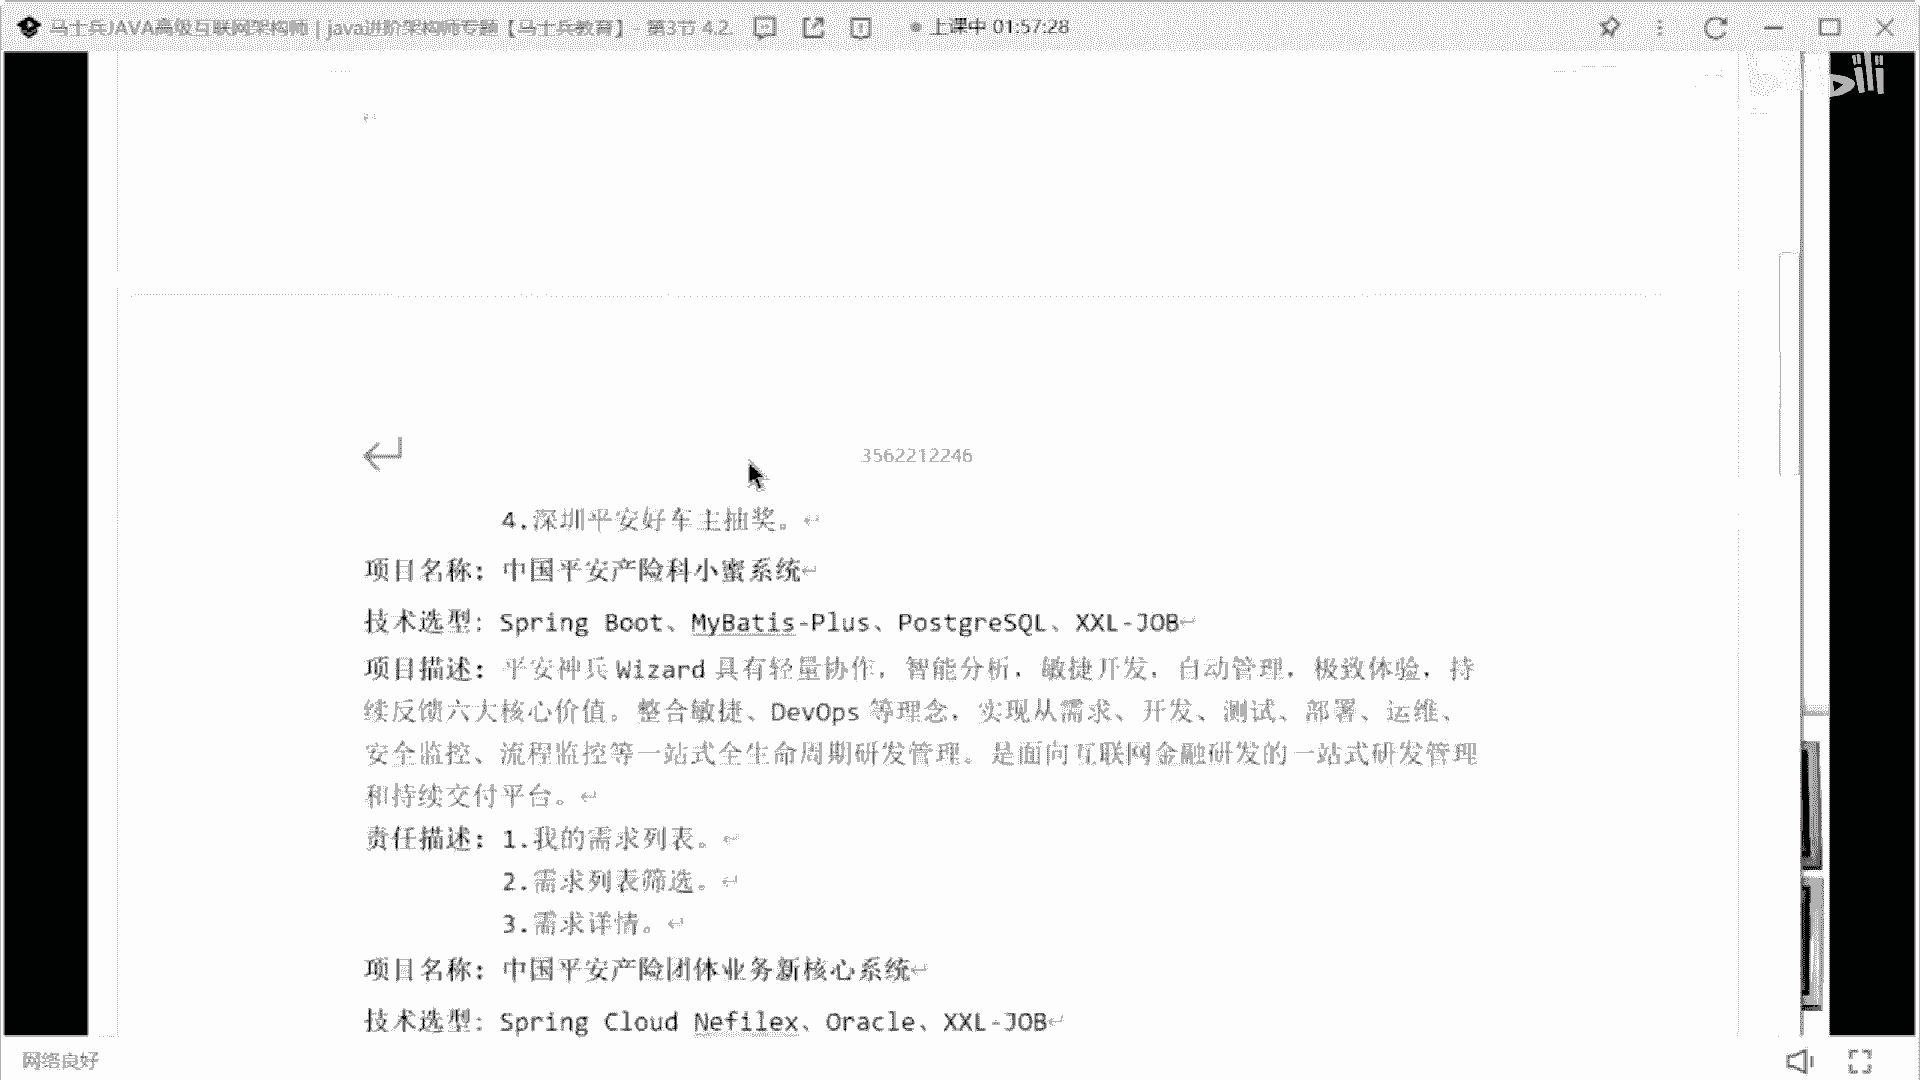 马士兵JAVA高级互联网架构师 | java进阶架构师专题【马士兵教育】 - 第3节 4.2. 上课中 01:57:28
3562212246
4.深圳平安好车主抽奖。
项目名称：中国平安产险科小蜜系统
技术选型：Spring Boot、MyBatis-Plus、PostgreSQL、XXL-JOB
项目描述：平安神兵 Wizard 具有轻量协作，智能分析，敏捷开发，自动管理，极致体验，持
续反馈六大核心价值。整合敏捷、DevOps 等理念，实现从需求、开发、测试、部署、运维、
安全监控、流程监控等一站式全生命周期研发管理。是面向互联网金融研发的一站式研发管理
和持续交付平台。
责任描述：1.我的需求列表。
2.需求列表筛选。
3.需求详情。
项目名称：中国平安产险团体业务新核心系统
技术选型：Spring Cloud Nefilex、Oracle、XXL-JOB
网络良好